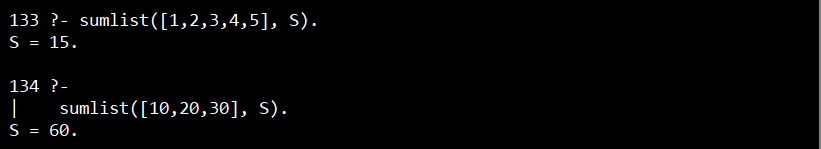 133 ?- sumlist([1,2,3,4,5], S).
S = 15.
134 ?-
|    sumlist([10,20,30], S).
S = 60.